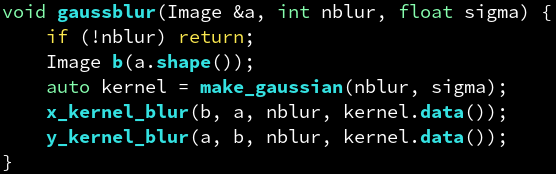 void gaussblur(Image &a, int nblur, float sigma) {
    if (!nblur) return;
    Image b(a.shape());
    auto kernel = make_gaussian(nblur, sigma);
    x_kernel_blur(b, a, nblur, kernel.data());
    y_kernel_blur(a, b, nblur, kernel.data());
}